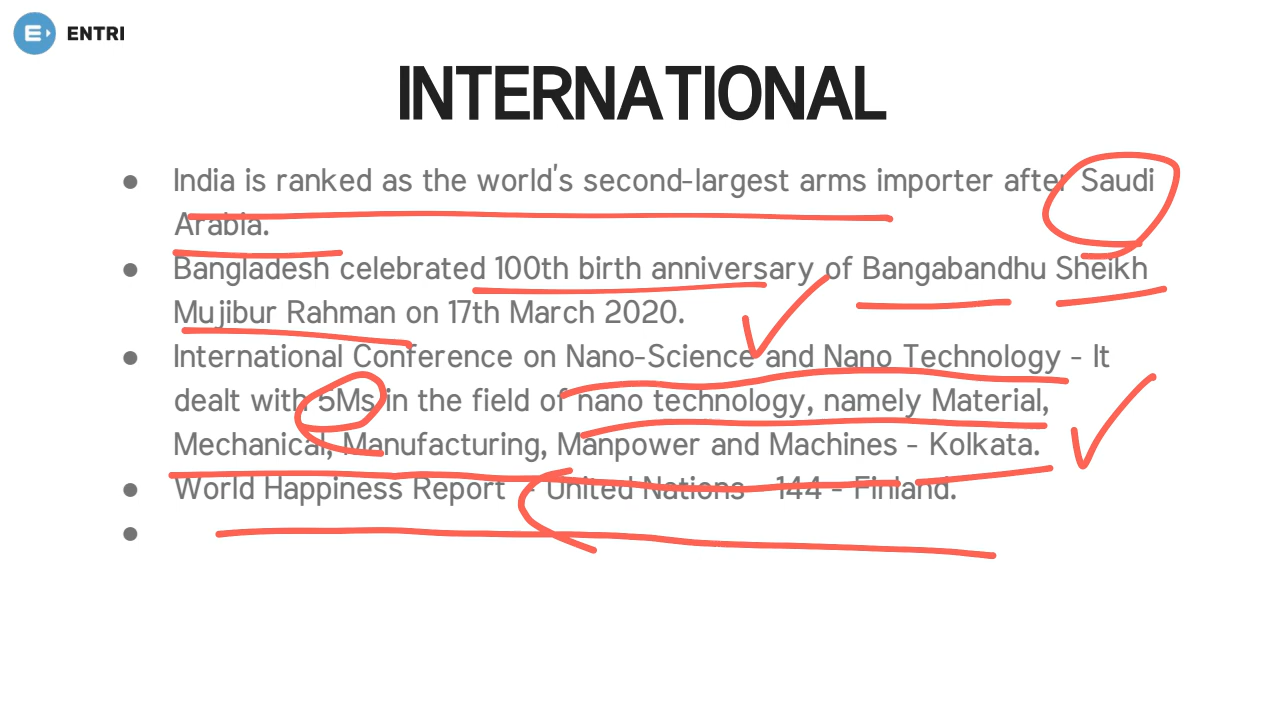 ENTRI
INTERNATIONAL
● India is ranked as the world's second-largest arms importer after Saudi
Arabia.
● Bangladesh celebrated 100th birth anniversary of Bangabandhu Sheikh
Mujibur Rahman on 17th March 2020.
● International Conference on Nano-Science and Nano Technology - It
dealt with 5Ms in the field of nano technology, namely Material,
Mechanical, Manufacturing, Manpower and Machines - Kolkata.
● World Happiness Report - United Nations - 144 - Finland.
●